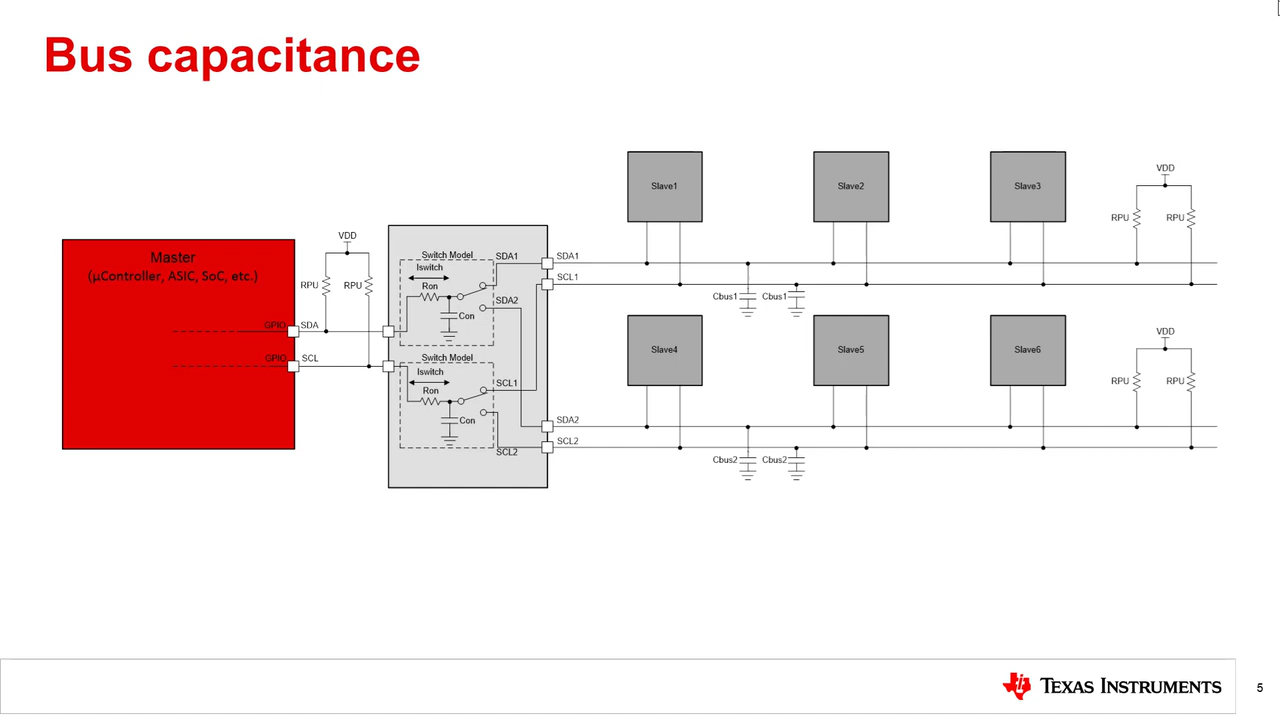 Bus capacitance
Master
(µController, ASIC, SoC, etc.)
GPIO
GPIO
SDA
SCL
VDD
RPU
RPU
Switch Model
Iswitch
Ron
Con
SDA1
SDA2
Switch Model
Iswitch
Ron
Con
SCL1
SCL2
SDA1
SCL1
SDA2
SCL2
Slave1
Slave2
Slave3
VDD
RPU
RPU
Cbus1
Cbus1
Slave4
Slave5
Slave6
VDD
RPU
RPU
Cbus2
Cbus2
TEXAS INSTRUMENTS
5